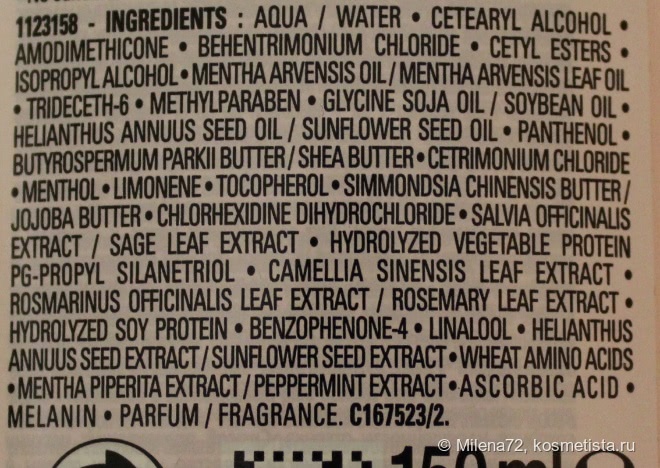 1123158 - INGREDIENTS : AQUA / WATER • CETEARYL ALCOHOL •
AMODIMETHICONE • BEHENTRIMONIUM CHLORIDE • CETYL ESTERS •
ISOPROPYL ALCOHOL • MENTHA ARVENSIS OIL / MENTHA ARVENSIS LEAF OIL
• TRIDECETH-6 • METHYLPARABEN • GLYCINE SOJA OIL / SOYBEAN OIL •
HELIANTHUS ANNUUS SEED OIL / SUNFLOWER SEED OIL • PANTHENOL •
BUTYROSPERMUM PARKII BUTTER / SHEA BUTTER • CETRIMONIUM CHLORIDE
• MENTHOL • LIMONENE • TOCOPHEROL • SIMMONDSIA CHINENSIS BUTTER /
JOJOBA BUTTER • CHLORHEXIDINE DIHYDROCHLORIDE • SALVIA OFFICINALIS
EXTRACT / SAGE LEAF EXTRACT • HYDROLYZED VEGETABLE PROTEIN
PG-PROPYL SILANETRIOL • CAMELLIA SINENSIS LEAF EXTRACT •
ROSMARINUS OFFICINALIS LEAF EXTRACT / ROSEMARY LEAF EXTRACT •
HYDROLYZED SOY PROTEIN • BENZOPHENONE-4 • LINALOOL • HELIANTHUS
ANNUUS SEED EXTRACT / SUNFLOWER SEED EXTRACT • WHEAT AMINO ACIDS
• MENTHA PIPERITA EXTRACT / PEPPERMINT EXTRACT • ASCORBIC ACID •
MELANIN • PARFUM / FRAGRANCE. C167523/2.
© Milena72, kosmetista.ru
150 ml